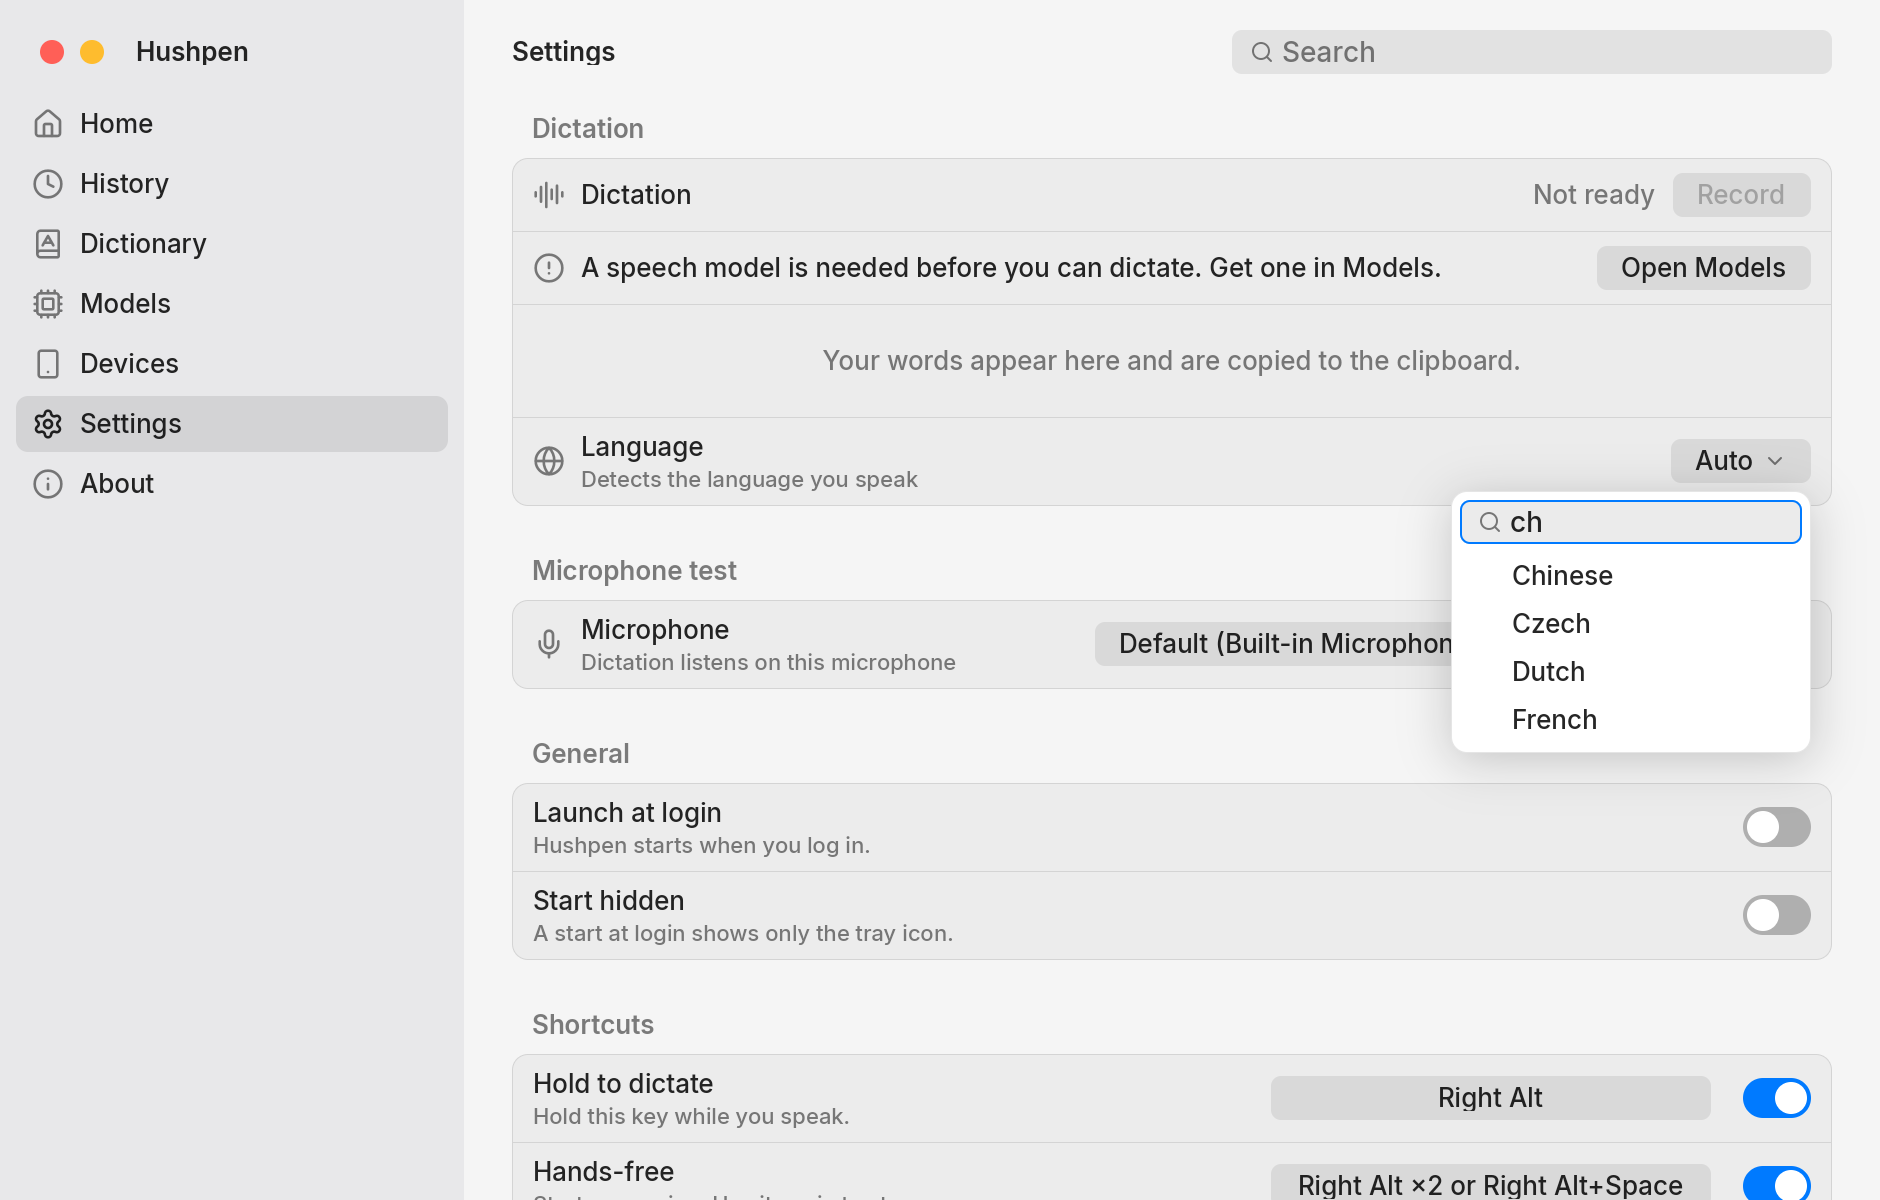 Hushpen
Home
History
Dictionary
Models
Devices
Settings
About
Settings
Search
Dictation
Dictation
Not ready
Record
A speech model is needed before you can dictate. Get one in Models.
Open Models
Your words appear here and are copied to the clipboard.
Language
Detects the language you speak
Auto
ch
Chinese
Czech
Dutch
French
Microphone test
Microphone
Dictation listens on this microphone
Default (Built-in Microphon
General
Launch at login
Hushpen starts when you log in.
Start hidden
A start at login shows only the tray icon.
Shortcuts
Hold to dictate
Hold this key while you speak.
Right Alt
Hands-free
Right Alt ×2 or Right Alt+Space